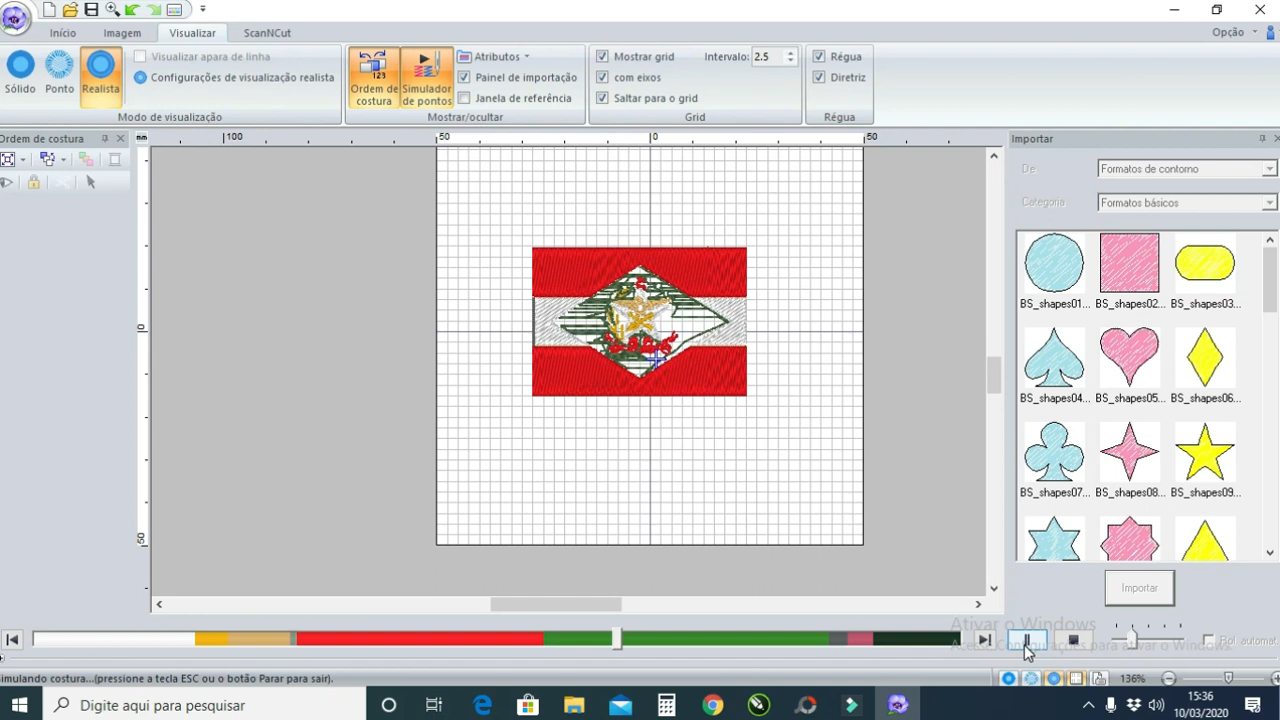 Início Imagem Visualizar ScanNCut Opção
Visualizar apara de linha
Configurações de visualização realista
Sólido Ponto Realista
Modo de visualização
Ordem de costura
Simulador de pontos
Atributos
Painel de importação
Janela de referência
Mostrar/ocultar
Mostrar grid Intervalo: 2.5
com eixos
Saltar para o grid
Grid
Régua
Diretriz
Régua
Ordem de costura
mm 100 50 0 50
0
50
Importar
De Formatos de contorno
Categoria Formatos básicos
BS_shapes01... BS_shapes02... BS_shapes03...
BS_shapes04... BS_shapes05... BS_shapes06...
BS_shapes07... BS_shapes08... BS_shapes09...
Importar
Ativar o Windows
Acesse Configurações para ativar o Windows.
Rol. automát
Simulando costura...(pressione a tecla ESC ou o botão Parar para sair).
136%
Digite aqui para pesquisar
15:36
10/03/2020